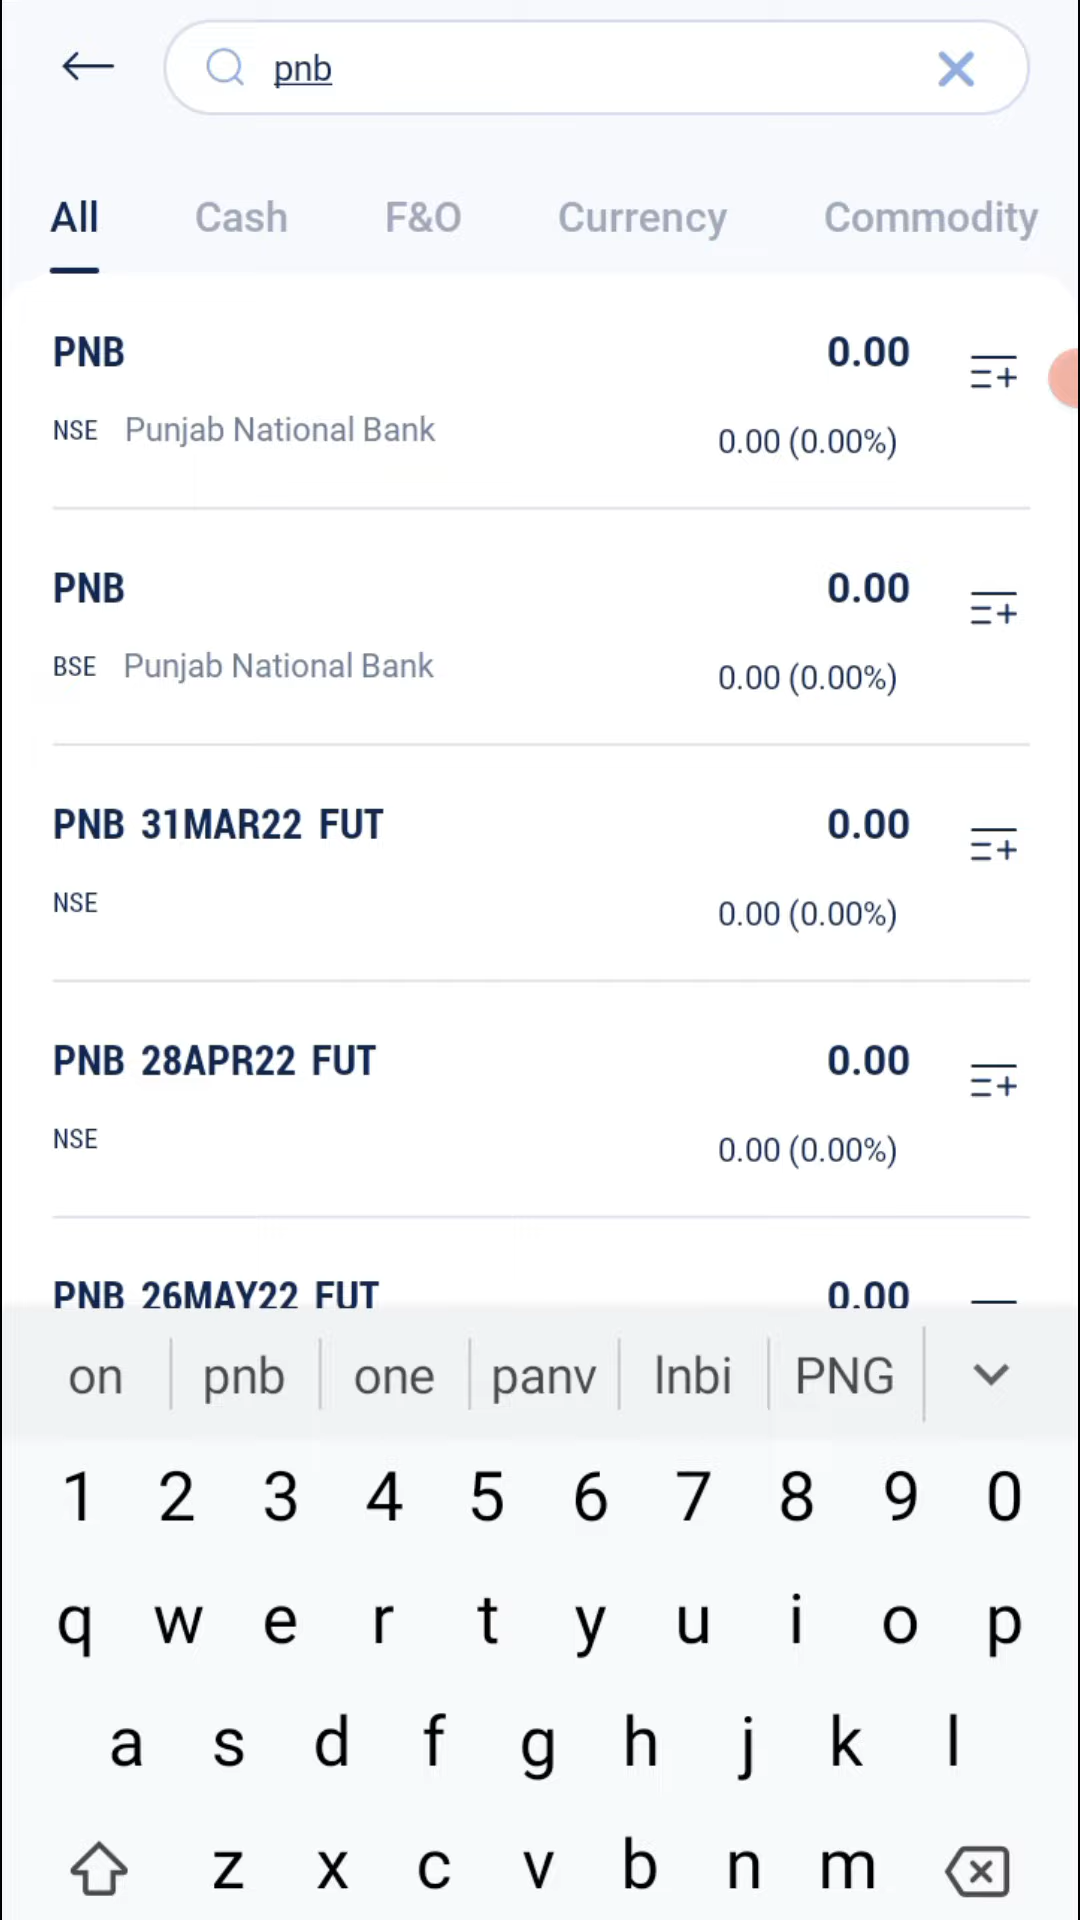 pnb
All Cash F&O Currency Commodity
PNB 0.00
NSE Punjab National Bank 0.00 (0.00%)
PNB 0.00
BSE Punjab National Bank 0.00 (0.00%)
PNB 31MAR22 FUT 0.00
NSE 0.00 (0.00%)
PNB 28APR22 FUT 0.00
NSE 0.00 (0.00%)
PNB 26MAY22 FUT 0.00
on pnb one panv lnbi PNG
1 2 3 4 5 6 7 8 9 0
q w e r t y u i o p
a s d f g h j k l
z x c v b n m